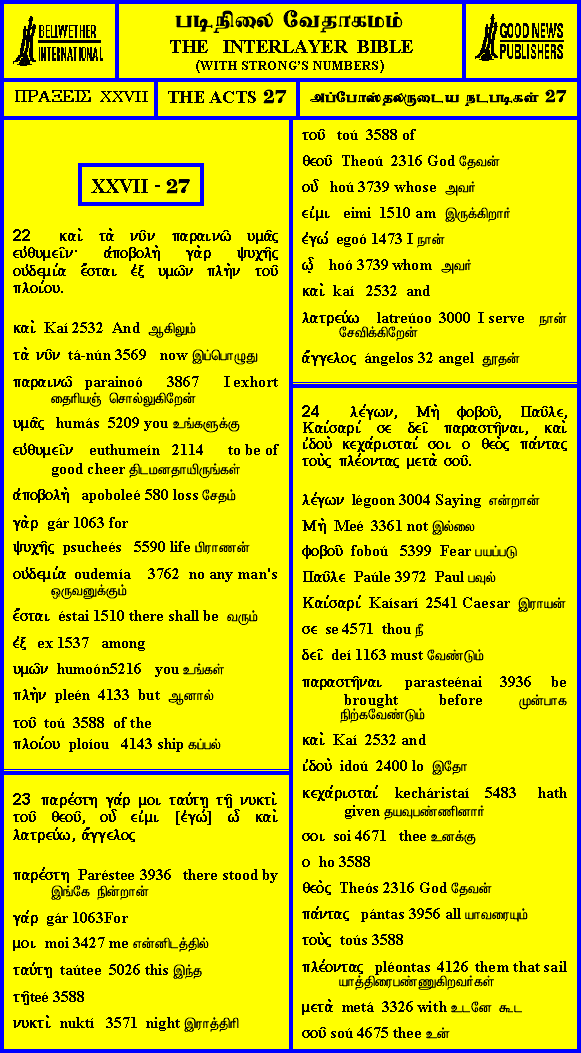 BELLWETHER
INTERNATIONAL
படிநிலை வேதாகமம்
THE INTERLAYER BIBLE
(WITH STRONG'S NUMBERS)
GOOD NEWS
PUBLISHERS
ΠΡΑΞΕΙΣ XXVII
THE ACTS 27
அப்போஸ்தலருடைய நடபடிகள் 27
XXVII - 27
22 καὶ τὰ νῦν παραινῶ υμᾶς
εὐθυμεῖν· ἀποβολὴ γὰρ ψυχῆς
οὐδεμία ἔσται ἐξ υμῶν πλὴν τοῦ
πλοίου.
καὶ Kaí 2532 And ஆகிலும்
τὰ νῦν tá-nún 3569 now இப்பொழுது
παραινῶ parainoó 3867 I exhort
தைரியஞ் சொல்லுகிறேன்
υμᾶς humás 5209 you உங்களுக்கு
εὐθυμεῖν euthumeín 2114 to be of
good cheer திடமனதாயிருங்கள்
ἀποβολὴ apoboleé 580 loss சேதம்
γὰρ gár 1063 for
ψυχῆς psucheés 5590 life பிராணன்
οὐδεμία oudemía 3762 no any man's
ஒருவனுக்கும்
ἔσται éstai 1510 there shall be வரும்
ἐξ ex 1537 among
υμῶν humoón5216 you உங்கள்
πλὴν pleén 4133 but ஆனால்
τοῦ toú 3588 of the
πλοίου ploíou 4143 ship கப்பல்
23 παρέστη γάρ μοι ταύτῃ τῇ νυκτὶ
τοῦ θεοῦ, οὗ εἰμι [ἐγώ] ᾧ καὶ
λατρεύω, ἄγγελος
παρέστη Paréstee 3936 there stood by
இங்கே நின்றான்
γάρ gár 1063For
μοι moi 3427 me என்னிடத்தில்
ταύτῃ taútee 5026 this இந்த
τῇteé 3588
νυκτὶ nuktí 3571 night இராத்திரி
τοῦ toú 3588 of
θεοῦ Theoú 2316 God தேவன்
οὗ hoú 3739 whose அவர்
εἰμι eimi 1510 am இருக்கிறார்
ἐγώ egoó 1473 I நான்
ᾧ hoó 3739 whom அவர்
καὶ kaí 2532 and
λατρεύω latreúoo 3000 I serve நான்
சேவிக்கிறேன்
ἄγγελος ángelos 32 angel தூதன்
24 λέγων, Μὴ φοβοῦ, Παῦλε,
Καίσαρί σε δεῖ παραστῆναι, καὶ
ἰδοὺ κεχάρισταί σοι ο θεὸς πάντας
τοὺς πλέοντας μετὰ σοῦ.
λέγων légoon 3004 Saying என்றான்
Μὴ Meé 3361 not இல்லை
φοβοῦ foboú 5399 Fear பயப்படு
Παῦλε Paúle 3972 Paul பவுல்
Καίσαρί Kaísarí 2541 Caesar இராயன்
σε se 4571 thou நீ
δεῖ deí 1163 must வேண்டும்
παραστῆναι parasteénai 3936 be
brought before முன்பாக
நிற்கவேண்டும்
καὶ Kaí 2532 and
ἰδοὺ idoú 2400 lo இதோ
κεχάρισταί kecháristaí 5483 hath
given தயவுபண்ணினார்
σοι soi 4671 thee உனக்கு
ο ho 3588
θεὸς Theós 2316 God தேவன்
πάντας pántas 3956 all யாவரையும்
τοὺς toús 3588
πλέοντας pléontas 4126 them that sail
யாத்திரைபண்ணுகிறவர்கள்
μετὰ metá 3326 with உடனே கூட
σοῦ soú 4675 thee உன்